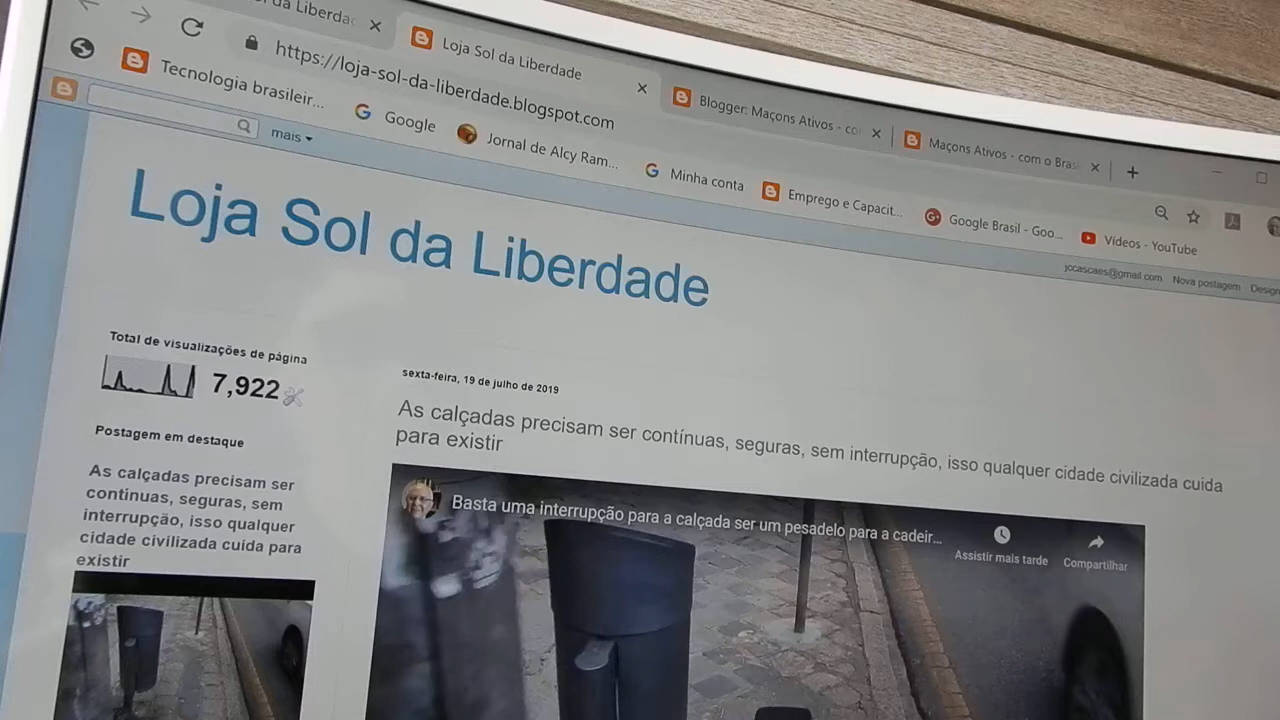 da Liberdad
Loja Sol da Liberdade
Blogger: Maçons Ativos - co
Maçons Ativos - com o Bras
https://loja-sol-da-liberdade.blogspot.com
Tecnologia brasileir...
Google
Jornal de Alcy Ram...
Minha conta
Emprego e Capacit...
Google Brasil - Goo...
Vídeos - YouTube
mais
jccascaes@gmail.com Nova postagem Design
Loja Sol da Liberdade
Total de visualizações de página
7,922
Postagem em destaque
As calçadas precisam ser
contínuas, seguras, sem
interrupção, isso qualquer
cidade civilizada cuida para
existir
sexta-feira, 19 de julho de 2019
As calçadas precisam ser contínuas, seguras, sem interrupção, isso qualquer cidade civilizada cuida
para existir
Basta uma interrupção para a calçada ser um pesadelo para a cadeir...
Assistir mais tarde
Compartilhar